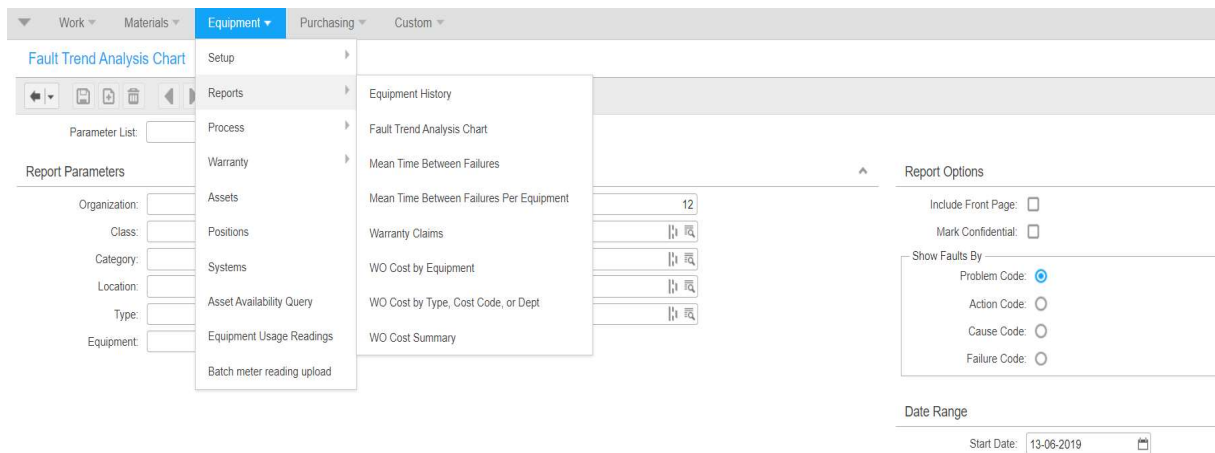 Work Materials Equipment Purchasing Custom
Fault Trend Analysis Chart
Setup
Reports
Process
Warranty
Assets
Positions
Systems
Asset Availability Query
Equipment Usage Readings
Batch meter reading upload
Equipment History
Fault Trend Analysis Chart
Mean Time Between Failures
Mean Time Between Failures Per Equipment
Warranty Claims
WO Cost by Equipment
WO Cost by Type, Cost Code, or Dept
WO Cost Summary
Parameter List:
Report Parameters
Organization:
Class:
Category:
Location:
Type:
Equipment:
12
Report Options
Include Front Page:
Mark Confidential:
Show Faults By
Problem Code:
Action Code:
Cause Code:
Failure Code:
Date Range
Start Date: 13-06-2019